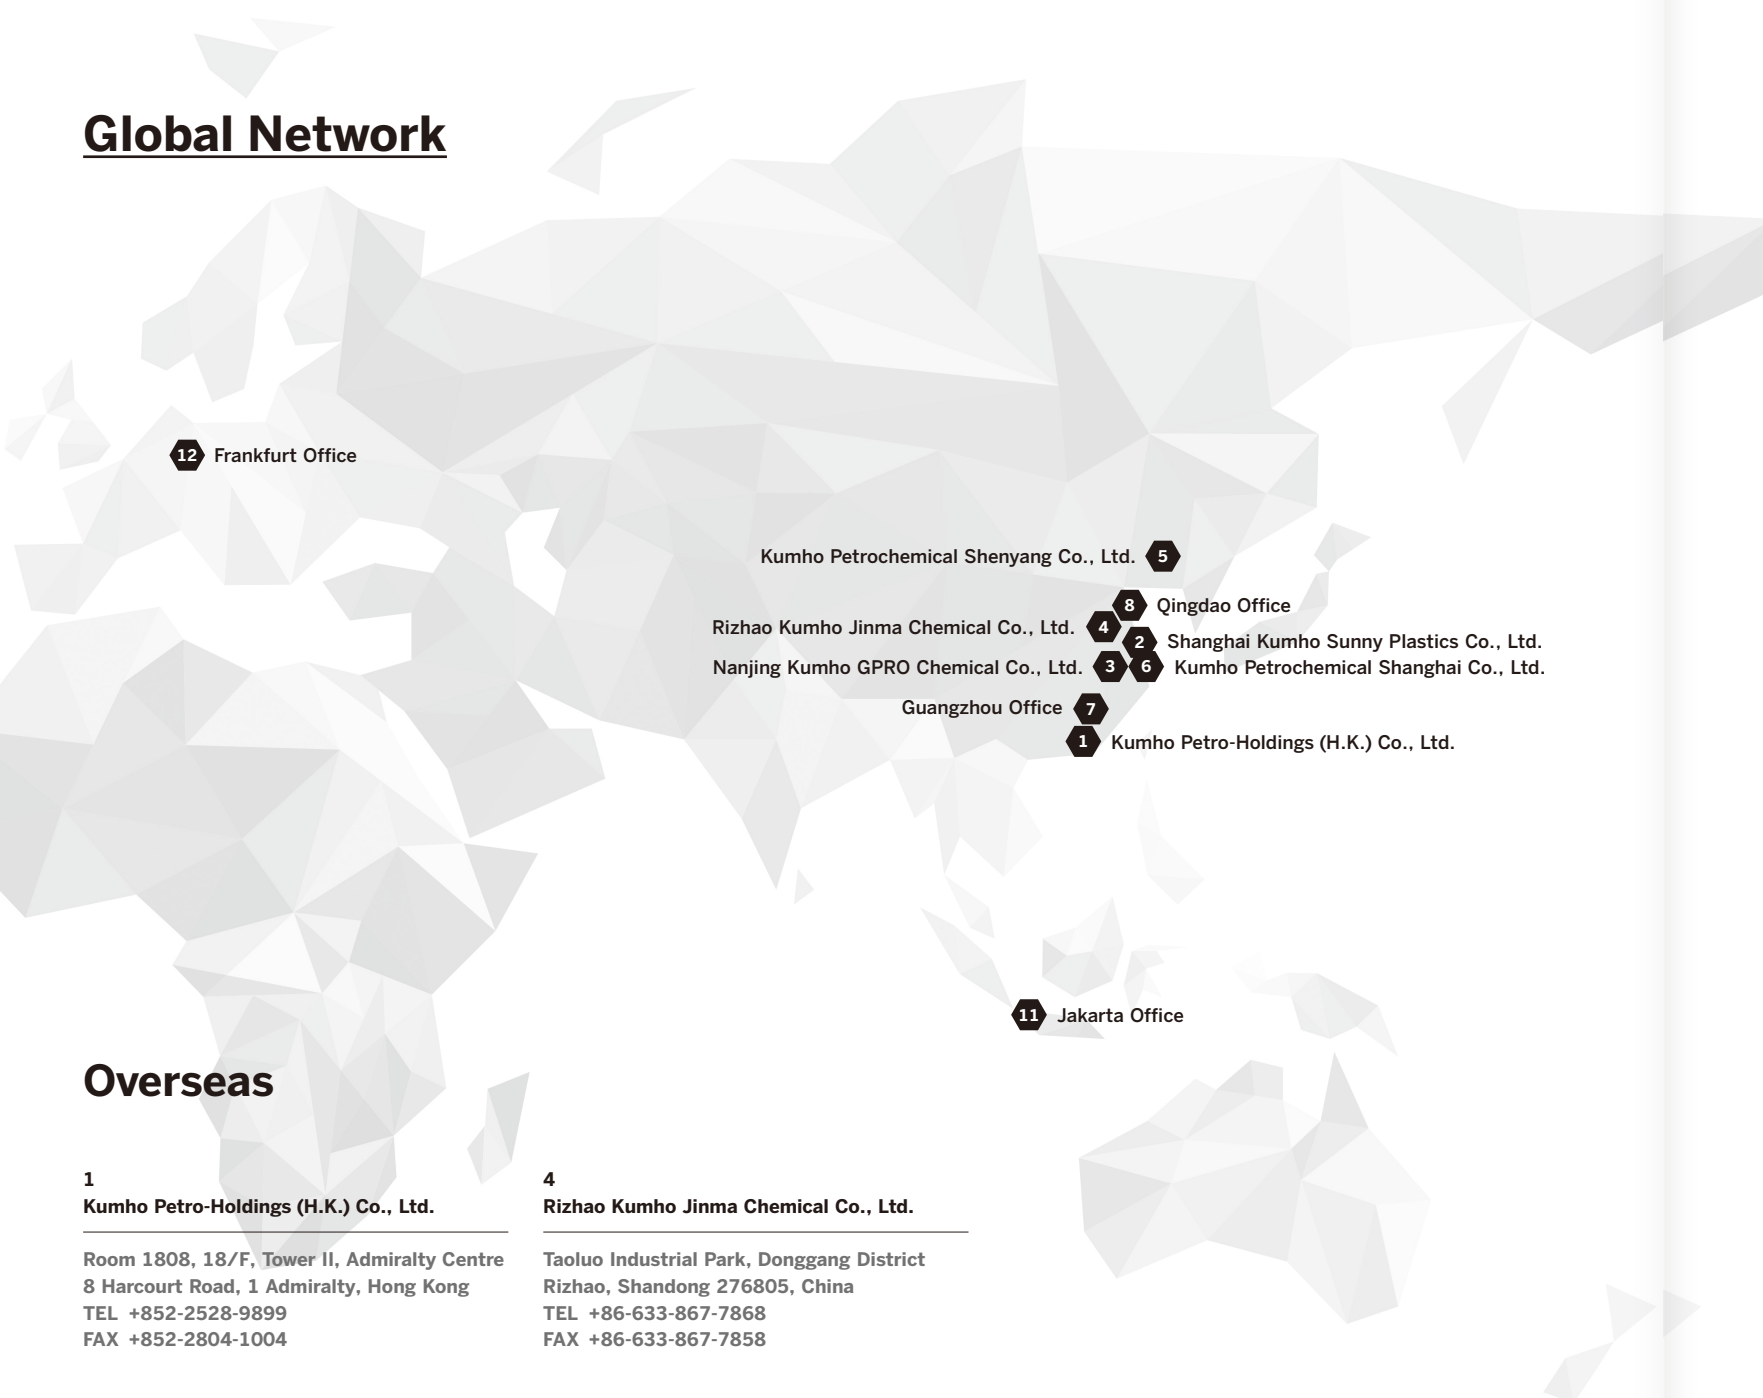 Global Network
12 Frankfurt Office
Kumho Petrochemical Shenyang Co., Ltd. 5
8 Qingdao Office
Rizhao Kumho Jinma Chemical Co., Ltd. 4
2 Shanghai Kumho Sunny Plastics Co., Ltd.
Nanjing Kumho GPRO Chemical Co., Ltd. 3
6 Kumho Petrochemical Shanghai Co., Ltd.
Guangzhou Office 7
1 Kumho Petro-Holdings (H.K.) Co., Ltd.
11 Jakarta Office
Overseas
1
Kumho Petro-Holdings (H.K.) Co., Ltd.
Room 1808, 18/F, Tower II, Admiralty Centre
8 Harcourt Road, 1 Admiralty, Hong Kong
TEL +852-2528-9899
FAX +852-2804-1004
4
Rizhao Kumho Jinma Chemical Co., Ltd.
Taoluo Industrial Park, Donggang District
Rizhao, Shandong 276805, China
TEL +86-633-867-7868
FAX +86-633-867-7858